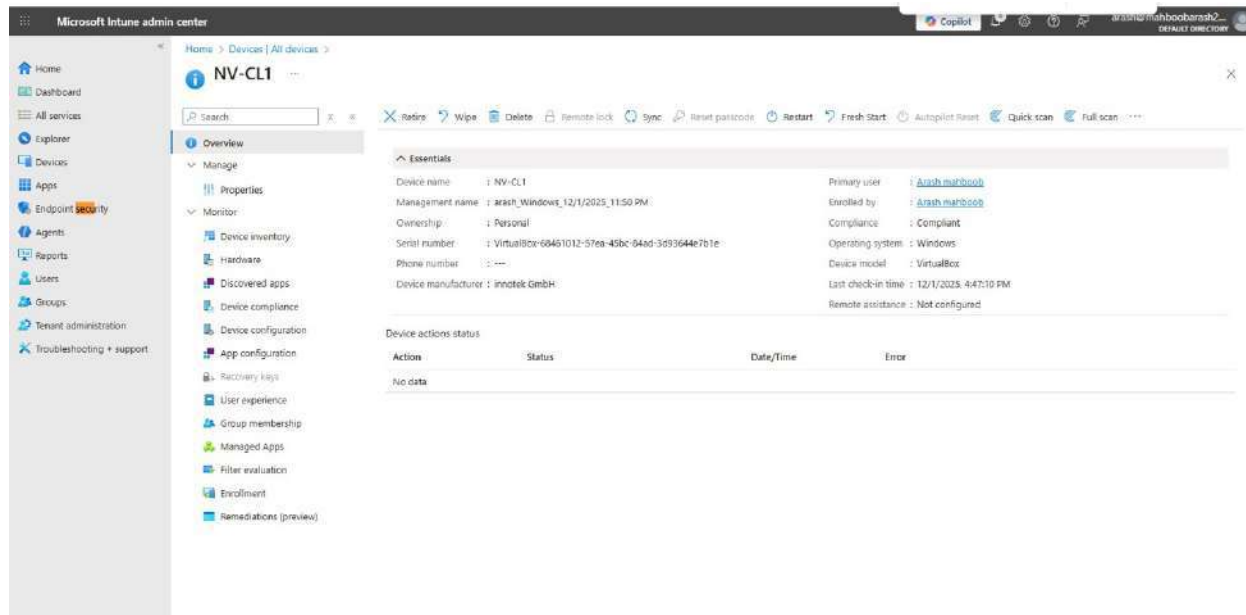 Microsoft Intune admin center
Copilot
DEFAULT DIRECTORY
Home
Dashboard
All services
Explorer
Devices
Apps
Endpoint security
Agents
Reports
Users
Groups
Tenant administration
Troubleshooting + support
Home > Devices | All devices >
NV-CL1 ...
Search
Overview
Manage
Properties
Monitor
Device inventory
Hardware
Discovered apps
Device compliance
Device configuration
App configuration
Recovery keys
User experience
Group membership
Managed Apps
Filter evaluation
Enrollment
Remediations (preview)
Retire Wipe Delete Remote lock Sync Reset passcode Restart Fresh Start Autopilot Reset Quick scan Full scan ...
Essentials
Device name : NV-CL1
Management name : arash_Windows_12/1/2025_11:50 PM
Ownership : Personal
Serial number : VirtualBox-68461012-57ea-45bc-84ad-3d93644e7b1e
Phone number : ---
Device manufacturer : innotek GmbH
Primary user : Arash mahboob
Enrolled by : Arash mahboob
Compliance : Compliant
Operating system : Windows
Device model : VirtualBox
Last check-in time : 12/1/2025, 4:47:10 PM
Remote assistance : Not configured
Device actions status
Action Status Date/Time Error
No data